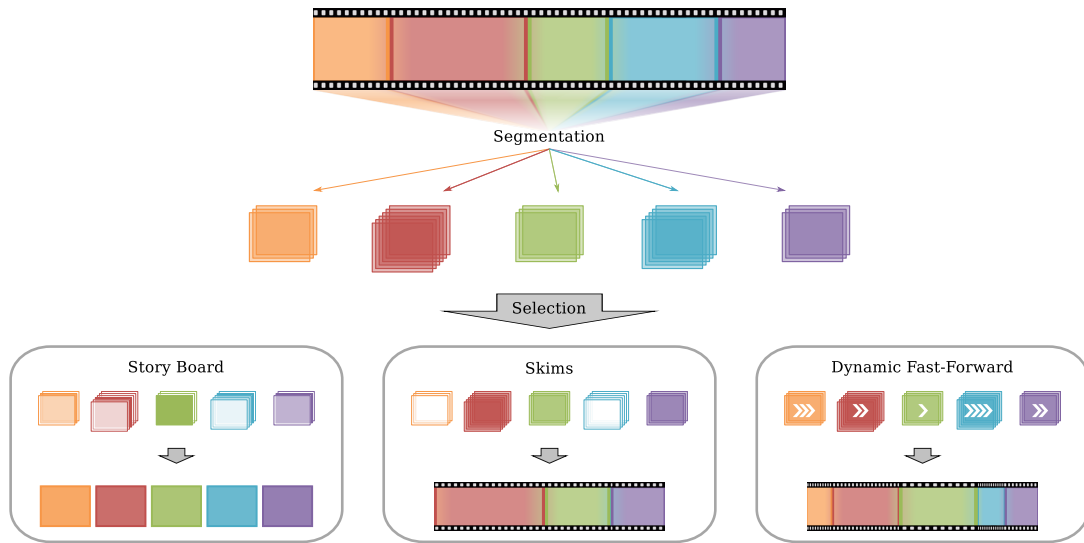 Segmentation
Selection
Story Board
Skims
Dynamic Fast-Forward